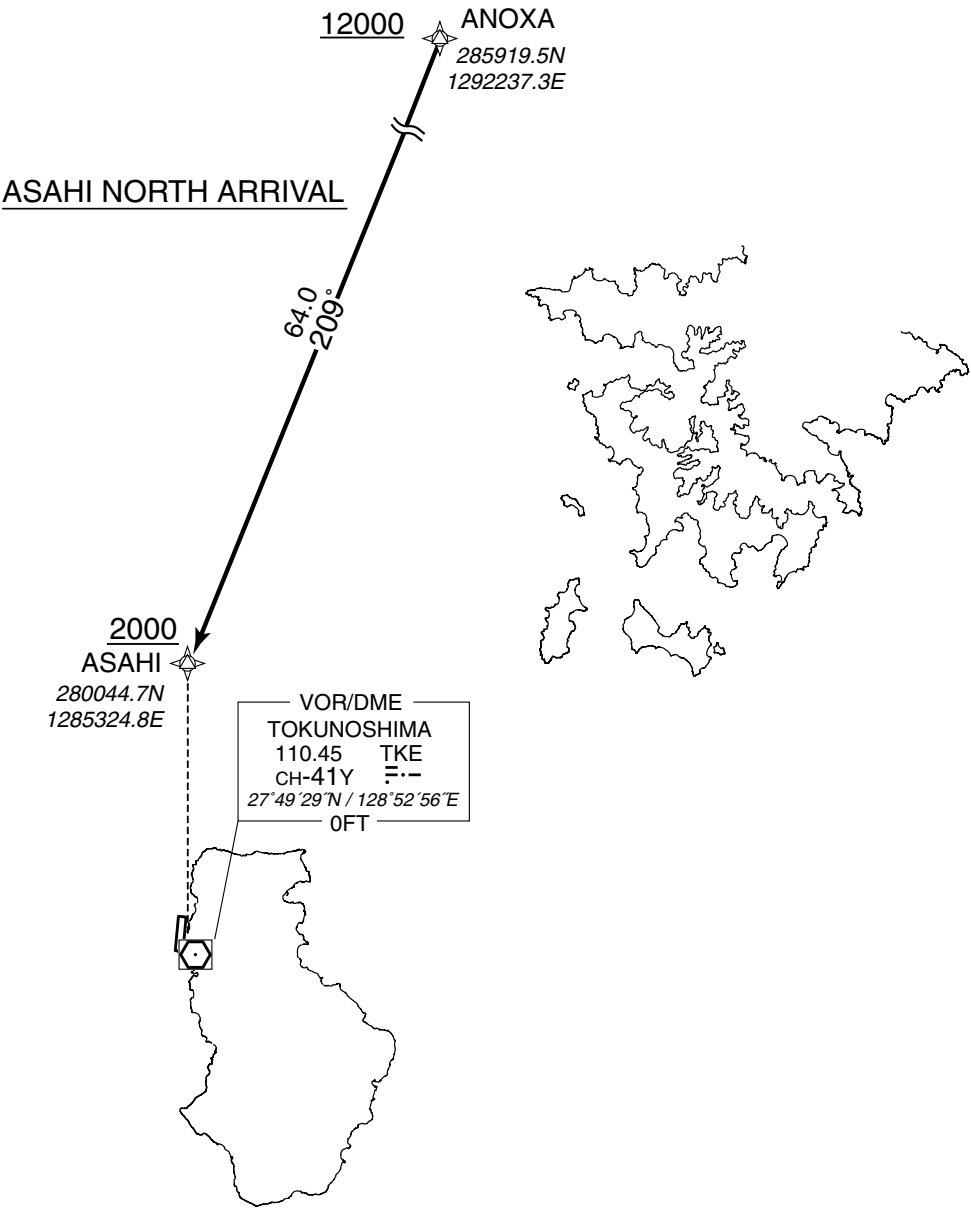 12000
ANOXA
285919.5N
1292237.3E
ASAHI NORTH ARRIVAL
64.0
209°
2000
ASAHI
280044.7N
1285324.8E
VOR/DME
TOKUNOSHIMA
110.45 TKE
CH-41Y
27°49´29˝N / 128°52´56˝E
0FT